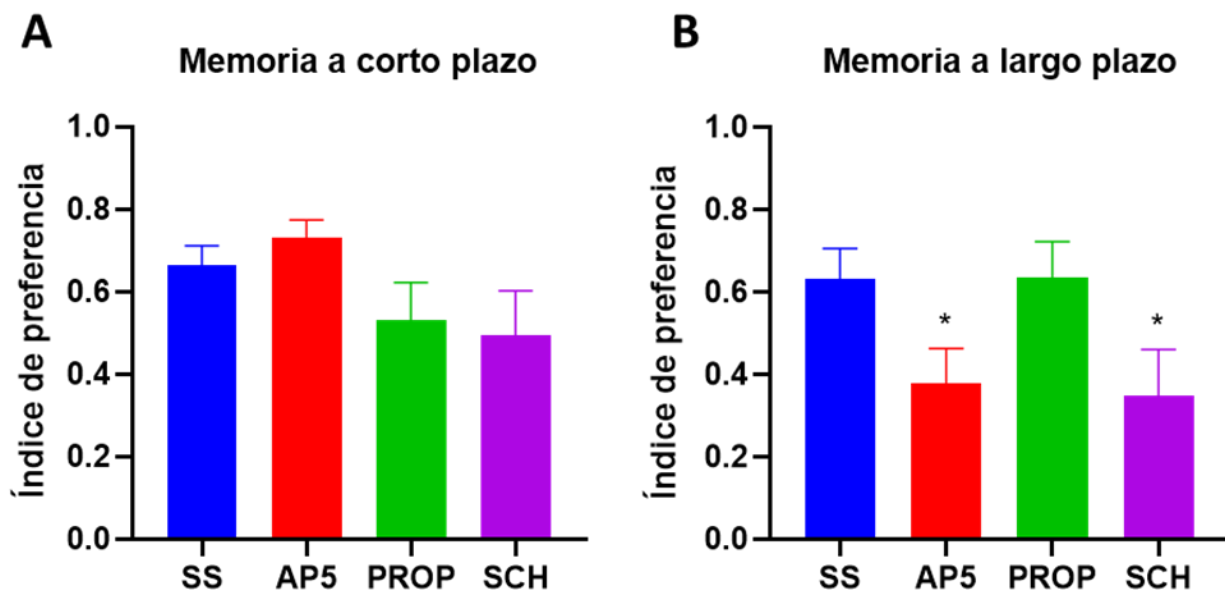 A
Memoria a corto plazo
Índice de preferencia
1.0
0.8
0.6
0.4
0.2
0.0
SS AP5 PROP SCH
B
Memoria a largo plazo
Índice de preferencia
1.0
0.8
0.6
0.4
0.2
0.0
* *
SS AP5 PROP SCH